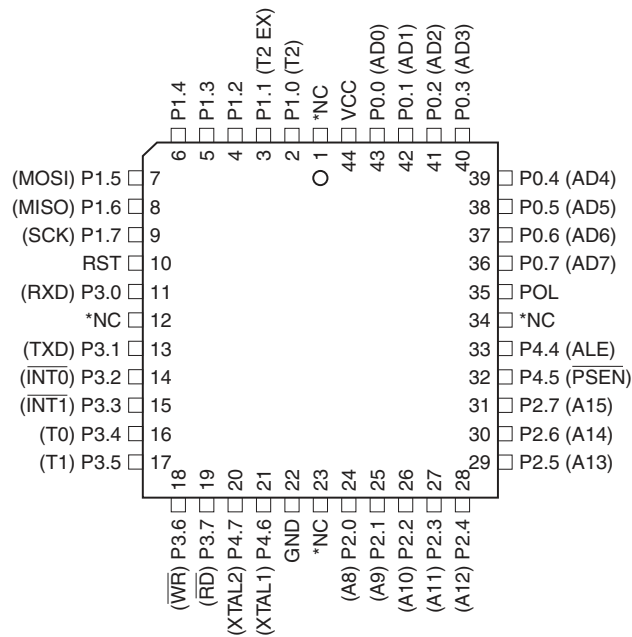 P1.4
P1.3
P1.2
P1.1 (T2 EX)
P1.0 (T2)
*NC
VCC
P0.0 (AD0)
P0.1 (AD1)
P0.2 (AD2)
P0.3 (AD3)
6
5
4
3
2
1
44
43
42
41
40
(MOSI) P1.5 7
(MISO) P1.6 8
(SCK) P1.7 9
RST 10
(RXD) P3.0 11
*NC 12
(TXD) P3.1 13
(INT0) P3.2 14
(INT1) P3.3 15
(T0) P3.4 16
(T1) P3.5 17
39 P0.4 (AD4)
38 P0.5 (AD5)
37 P0.6 (AD6)
36 P0.7 (AD7)
35 POL
34 *NC
33 P4.4 (ALE)
32 P4.5 (PSEN)
31 P2.7 (A15)
30 P2.6 (A14)
29 P2.5 (A13)
18
19
20
21
22
23
24
25
26
27
28
(WR) P3.6
(RD) P3.7
(XTAL2) P4.7
(XTAL1) P4.6
GND
*NC
(A8) P2.0
(A9) P2.1
(A10) P2.2
(A11) P2.3
(A12) P2.4